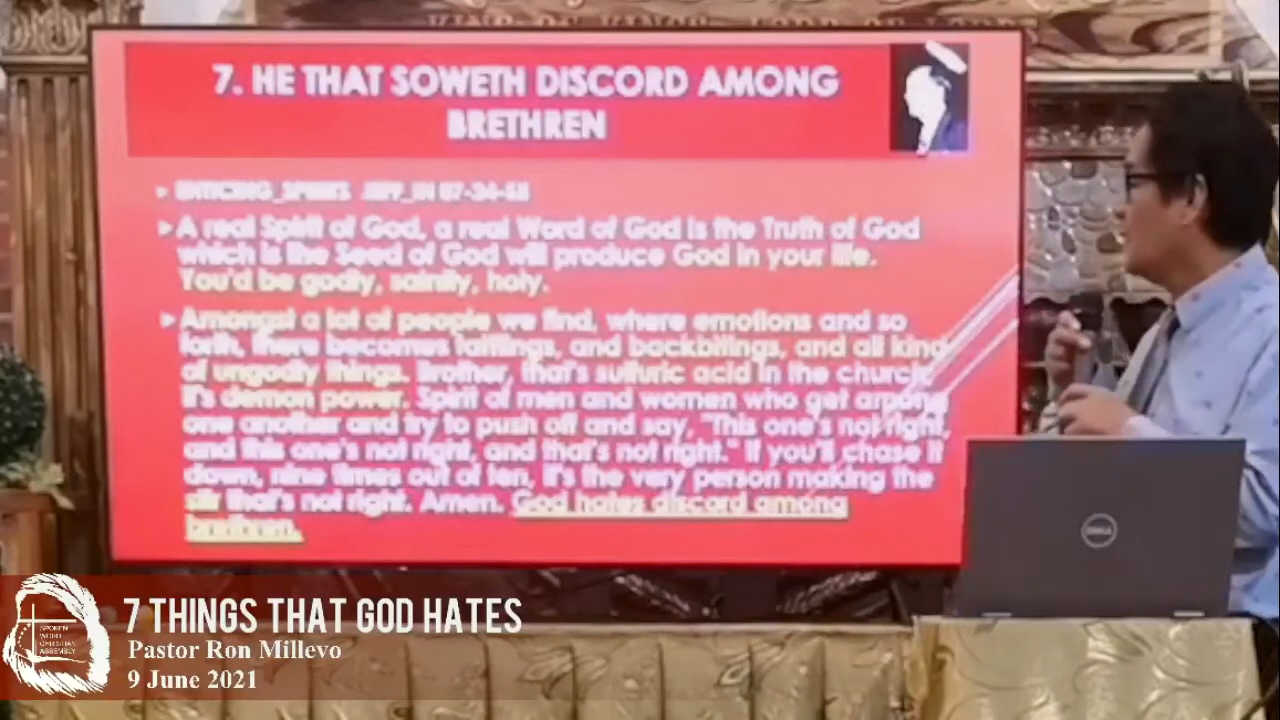 7. HE THAT SOWETH DISCORD AMONG
BRETHREN
A real Spirit of God, a real Word of God is the Truth of God
which is the Seed of God will produce God in your life.
You'd be godly, saintly, holy.
Amongst a lot of people we find, where emotions and so
forth, there becomes tattlings, and backbitings, and all kind
of ungodly things. Brother, that's sulfuric acid in the church.
It's demon power. Spirit of men and women who get among
one another and try to push off and say, "This one's not right,
and this one's not right, and that's not right." If you'll chase it
down, nine times out of ten, it's the very person making the
stir that's not right. Amen. God hates discord among
brethren.
DELL
7 THINGS THAT GOD HATES
Pastor Ron Millevo
9 June 2021
SPOKEN
WORD
CHRISTIAN
ASSEMBLY